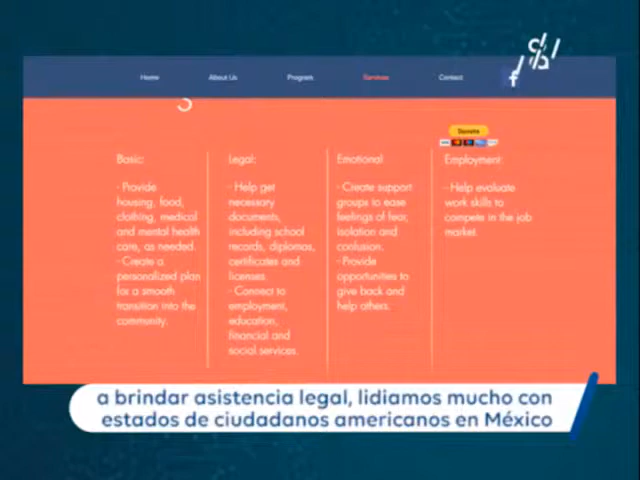 Home About Us Program Services Contact f
Donate
Basic:
- Provide
housing, food,
clothing, medical
and mental health
care, as needed.
- Create a
personalized plan
for a smooth
transition into the
community.
Legal:
- Help get
necessary
documents,
including school
records, diplomas,
certificates and
licenses.
- Connect to
employment,
education,
financial and
social services.
Emotional
- Create support
groups to ease
feelings of fear,
isolation and
confusion.
- Provide
opportunities to
give back and
help others.
Employment:
- Help evaluate
work skills to
compete in the job
market.
a brindar asistencia legal, lidiamos mucho con
estados de ciudadanos americanos en México